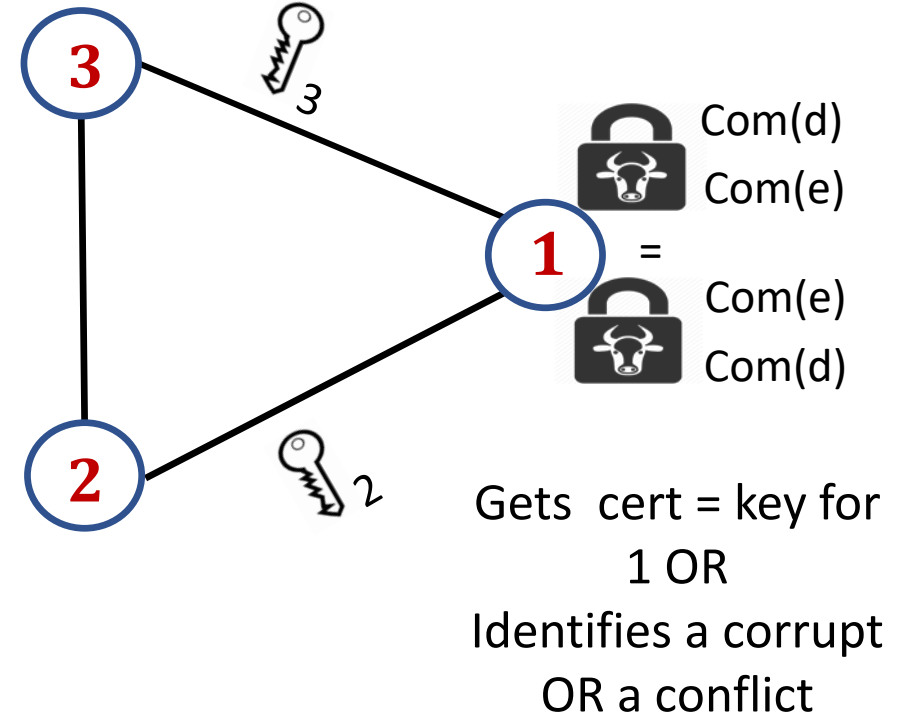 3
3
Com(d)
Com(e)
1
=
Com(e)
Com(d)
2
2
Gets cert = key for
1 OR
Identifies a corrupt
OR a conflict